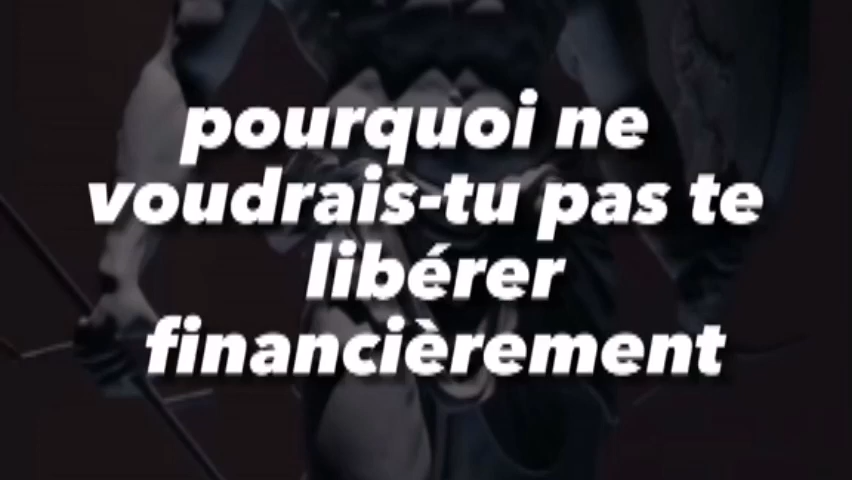 pourquoi ne
voudrais-tu pas te
libérer
financièrement